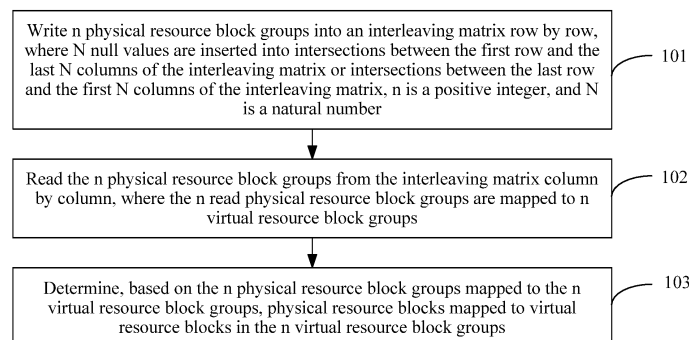 Write n physical resource block groups into an interleaving matrix row by row,
where N null values are inserted into intersections between the first row and the
last N columns of the interleaving matrix or intersections between the last row
and the first N columns of the interleaving matrix, n is a positive integer, and N
is a natural number
101
Read the n physical resource block groups from the interleaving matrix column
by column, where the n read physical resource block groups are mapped to n
virtual resource block groups
102
Determine, based on the n physical resource block groups mapped to the n
virtual resource block groups, physical resource blocks mapped to virtual
resource blocks in the n virtual resource block groups
103